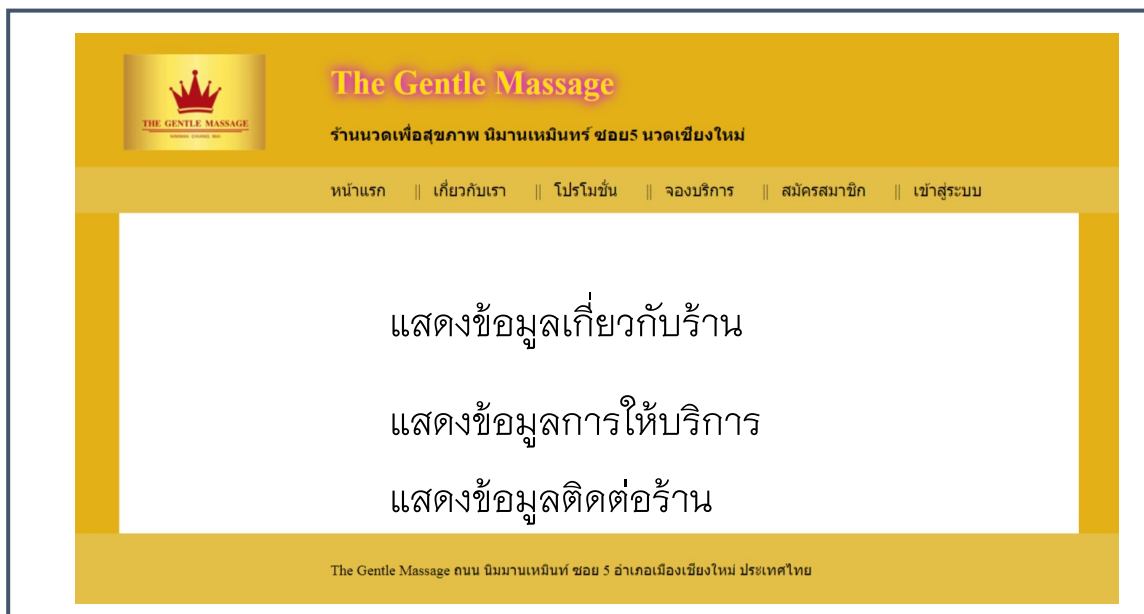 THE GENTLE MASSAGE
The Gentle Massage
ร้านนวดเพื่อสุขภาพ นิมานเหมินทร์ ซอย5 นวดเชียงใหม่
หน้าแรก || เกี่ยวกับเรา || โปรโมชั่น || จองบริการ || สมัครสมาชิก || เข้าสู่ระบบ
แสดงข้อมูลเกี่ยวกับร้าน
แสดงข้อมูลการให้บริการ
แสดงข้อมูลติดต่อร้าน
The Gentle Massage ถนน นิมมานเหมินท์ ซอย 5 อำเภอเมืองเชียงใหม่ ประเทศไทย